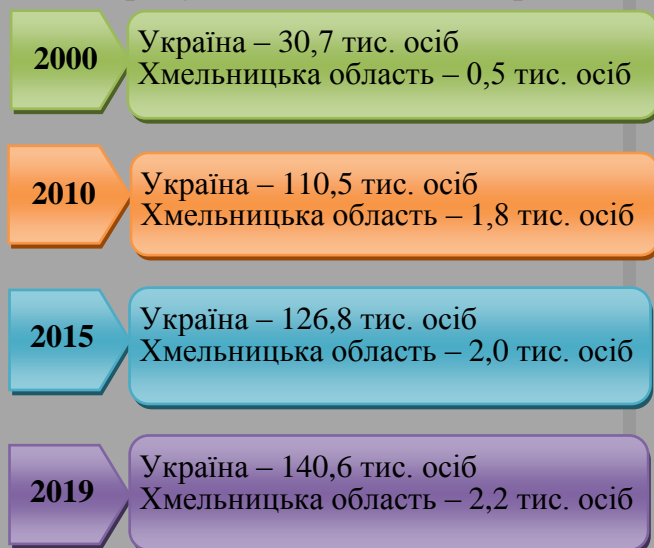 2000
Україна – 30,7 тис. осіб
Хмельницька область – 0,5 тис. осіб
2010
Україна – 110,5 тис. осіб
Хмельницька область – 1,8 тис. осіб
2015
Україна – 126,8 тис. осіб
Хмельницька область – 2,0 тис. осіб
2019
Україна – 140,6 тис. осіб
Хмельницька область – 2,2 тис. осіб